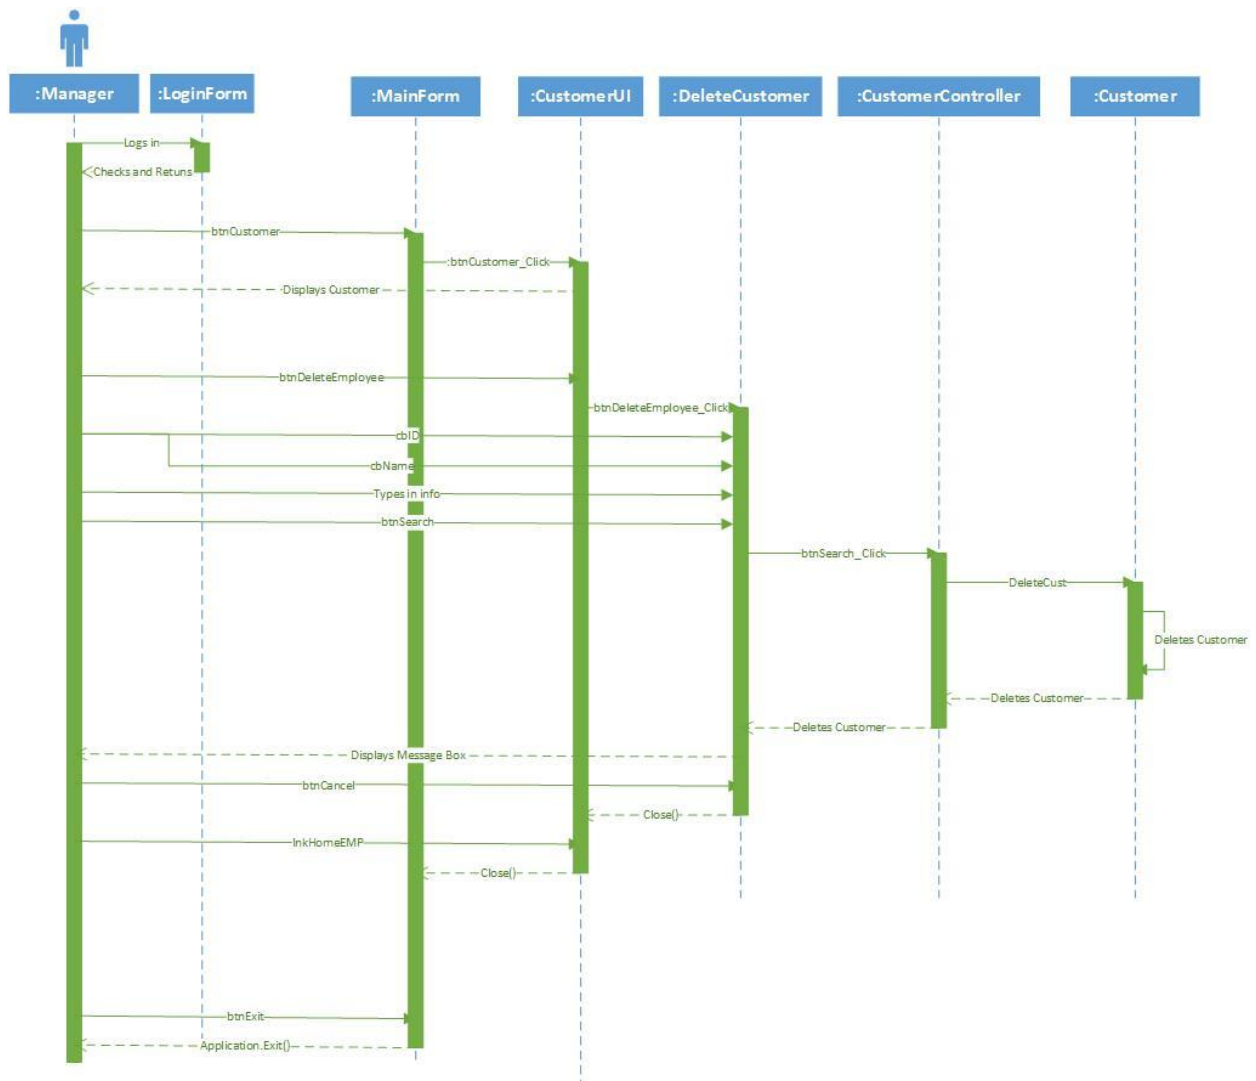 :Manager
:LoginForm
:MainForm
:CustomerUI
:DeleteCustomer
:CustomerController
:Customer
Logs in
Checks and Retuns
btnCustomer
:btnCustomer_Click
Displays Customer
btnDeleteEmployee
btnDeleteEmployee_Click
cbID
cbName
Types in info
btnSearch
btnSearch_Click
DeleteCust
Deletes Customer
Deletes Customer
Deletes Customer
Displays Message Box
btnCancel
Close()
lnkHomeEMP
Close()
btnExit
Application.Exit()